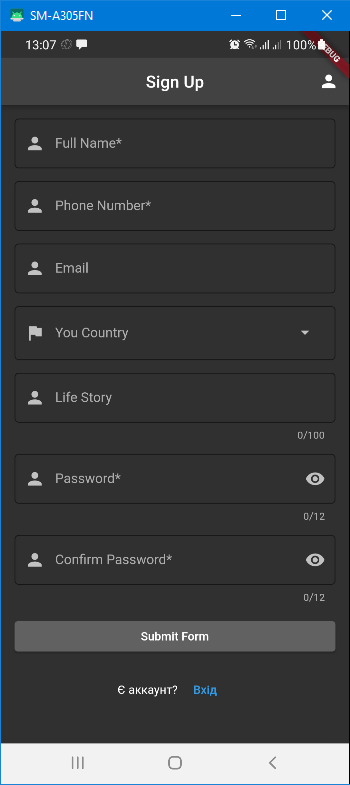 SM-A305FN
13:07
100%
DEBUG
Sign Up
Full Name*
Phone Number*
Email
You Country
Life Story
0/100
Password*
0/12
Confirm Password*
0/12
Submit Form
Є аккаунт? Вхід